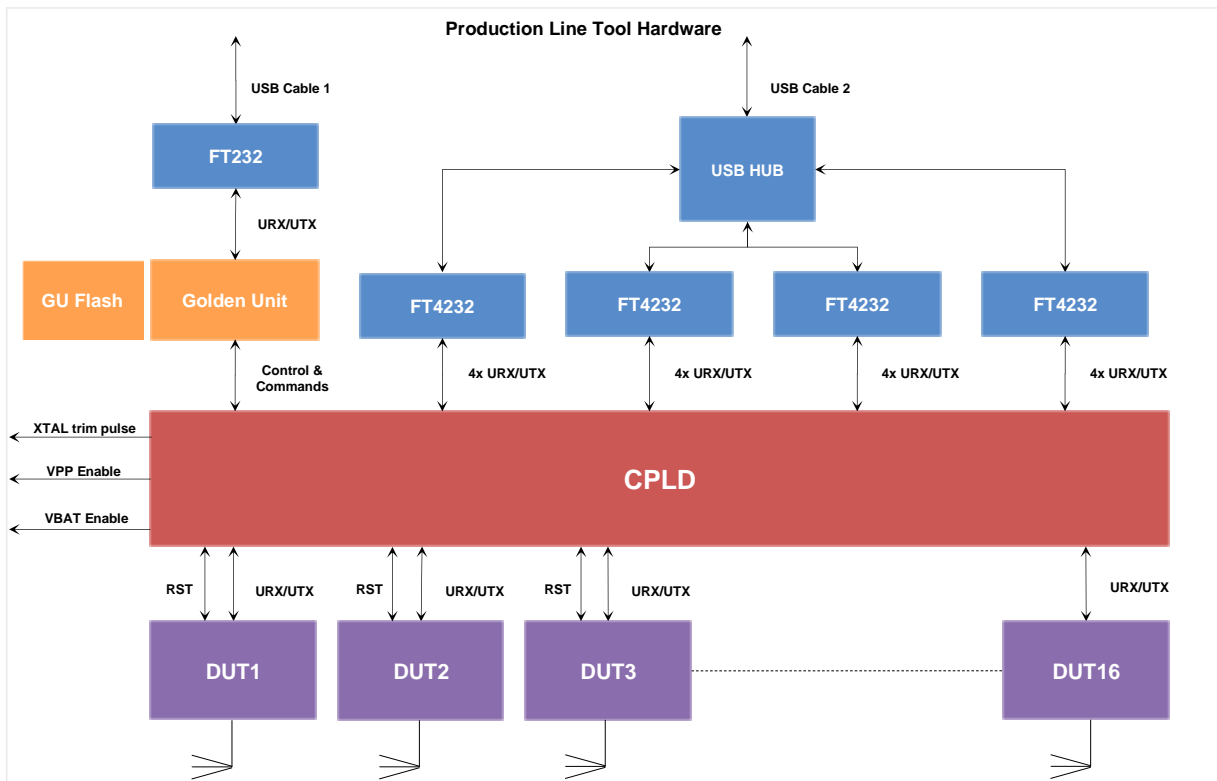 Production Line Tool Hardware
USB Cable 1
USB Cable 2
FT232
USB HUB
URX/UTX
GU Flash
Golden Unit
FT4232
FT4232
FT4232
FT4232
Control &
Commands
4x URX/UTX
4x URX/UTX
4x URX/UTX
4x URX/UTX
XTAL trim pulse
VPP Enable
VBAT Enable
CPLD
RST
URX/UTX
RST
URX/UTX
RST
URX/UTX
URX/UTX
DUT1
DUT2
DUT3
DUT16